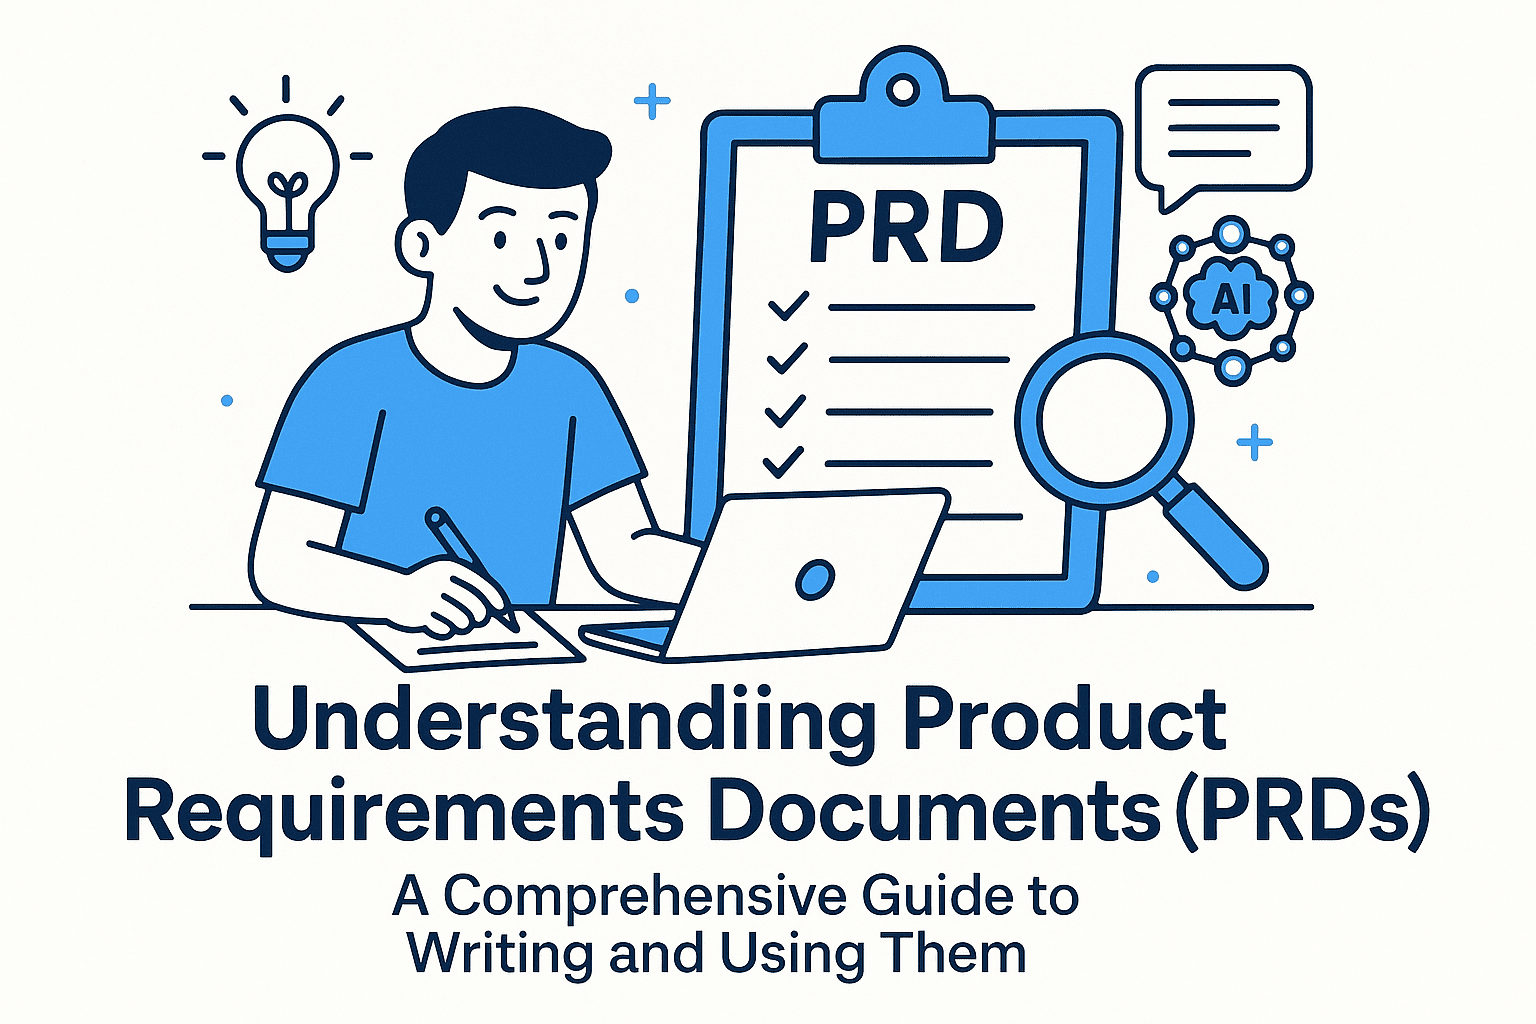 PRD
AI
Understandiing Product
Requirements Documents (PRDs)
A Comprehensive Guide to
Writing and Using Them